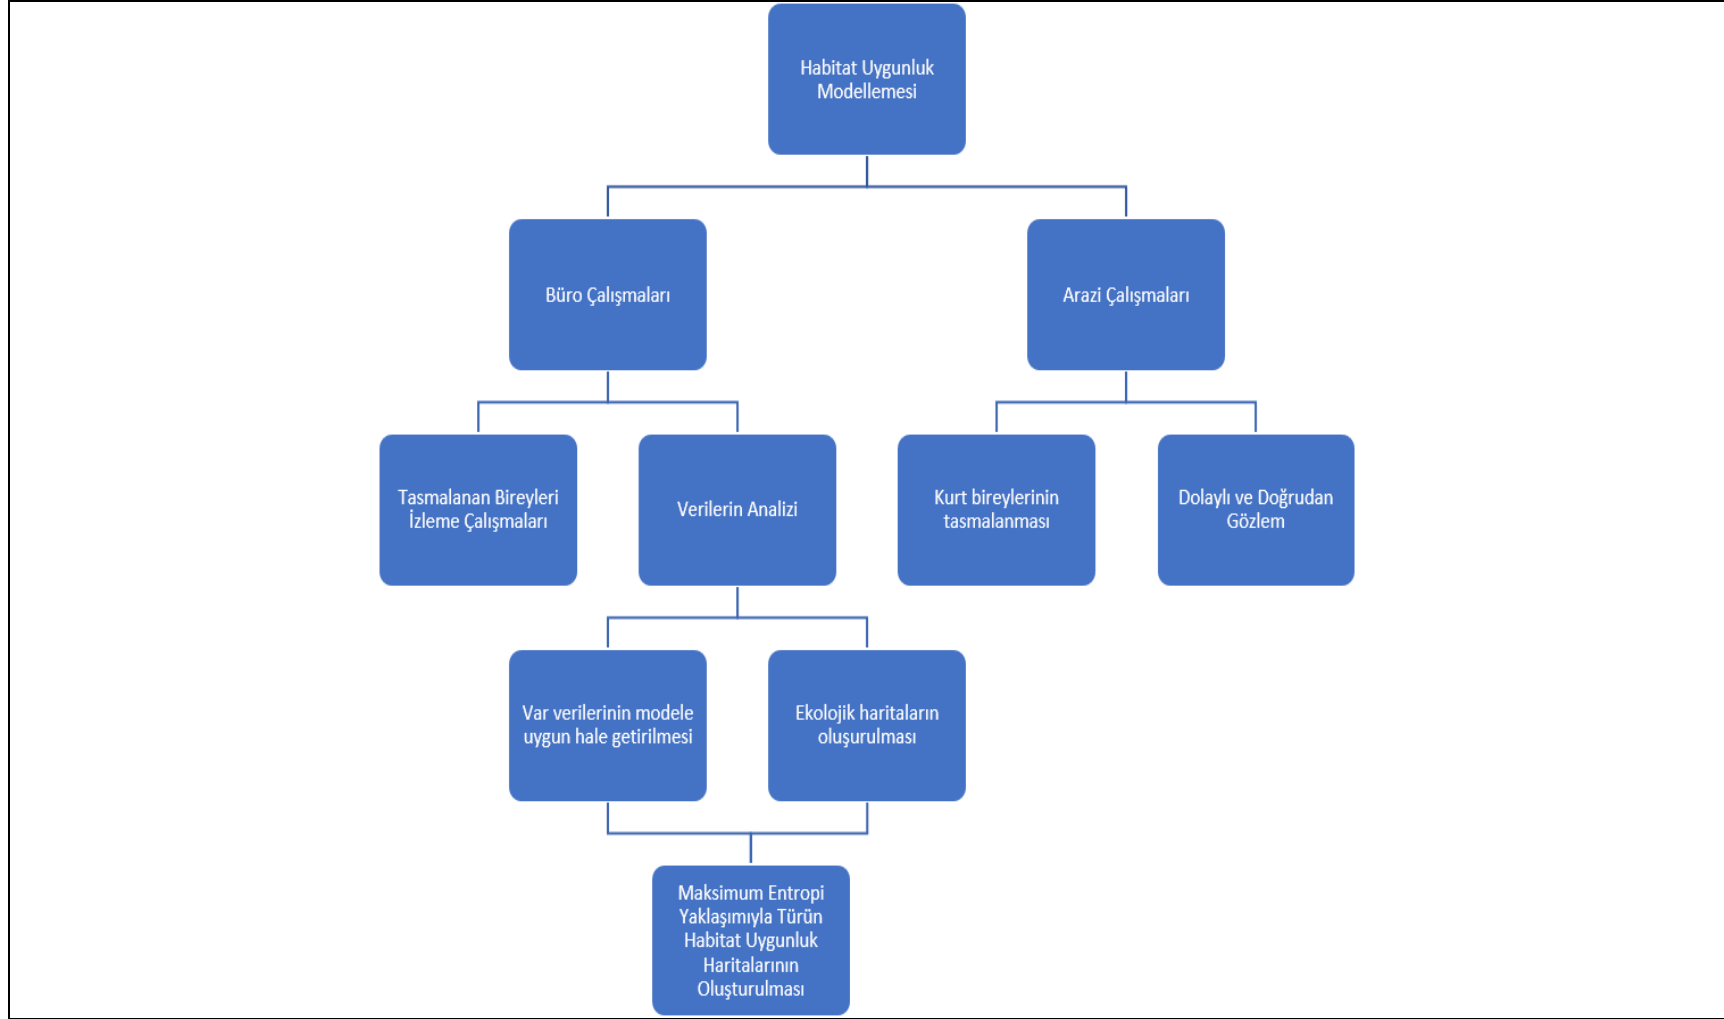 Habitat Uygunluk
Modellemesi
Büro Çalışmaları
Arazi Çalışmaları
Tasmalanan Bireyleri
İzleme Çalışmaları
Verilerin Analizi
Kurt bireylerinin
tasmalanması
Dolaylı ve Doğrudan
Gözlem
Var verilerinin modele
uygun hale getirilmesi
Ekolojik haritaların
oluşurulması
Maksimum Entropi
Yaklaşımıyla Türün
Habitat Uygunluk
Haritalarının
Oluşturulması